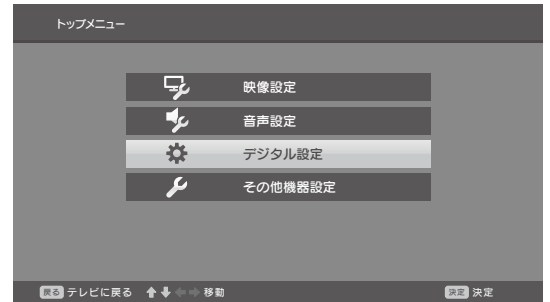 トップメニュー
映像設定
音声設定
デジタル設定
その他機器設定
戻る テレビに戻る 移動 決定 決定